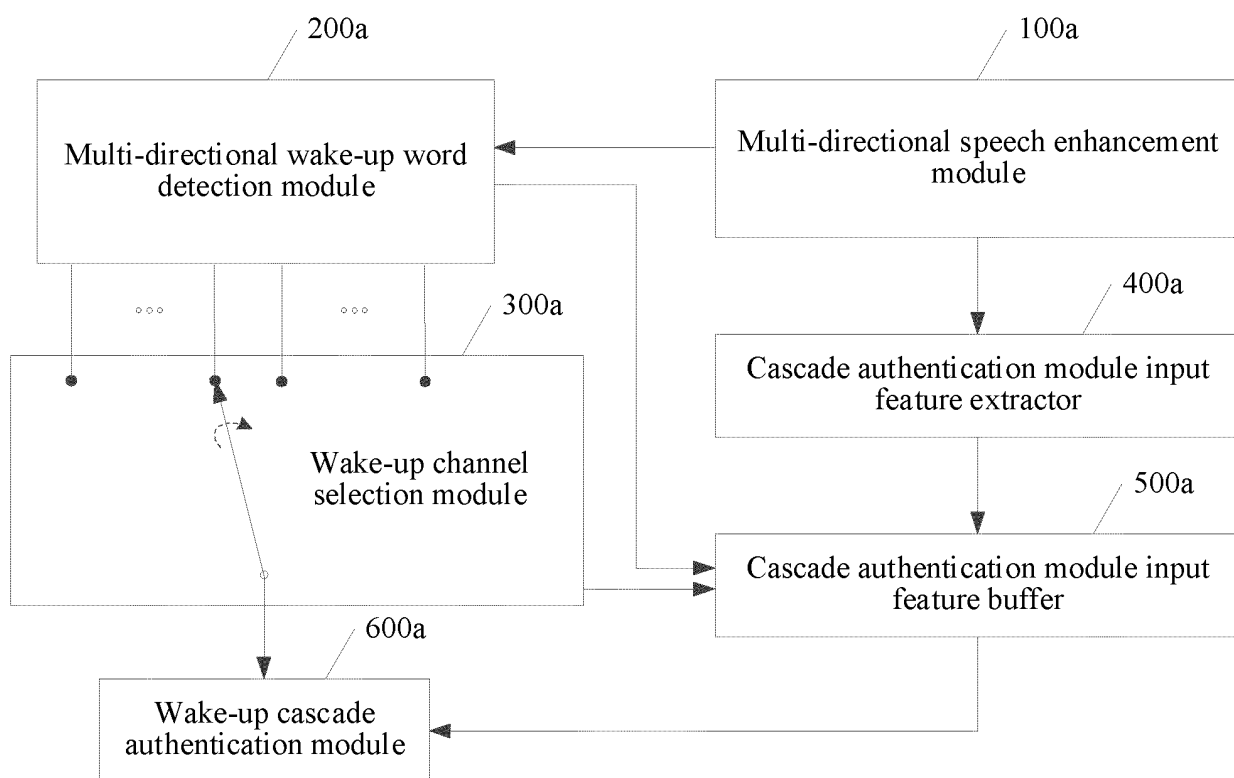 200a
100a
Multi-directional wake-up word
detection module
Multi-directional speech enhancement
module
300a
400a
Cascade authentication module input
feature extractor
Wake-up channel
selection module
500a
Cascade authentication module input
feature buffer
600a
Wake-up cascade
authentication module